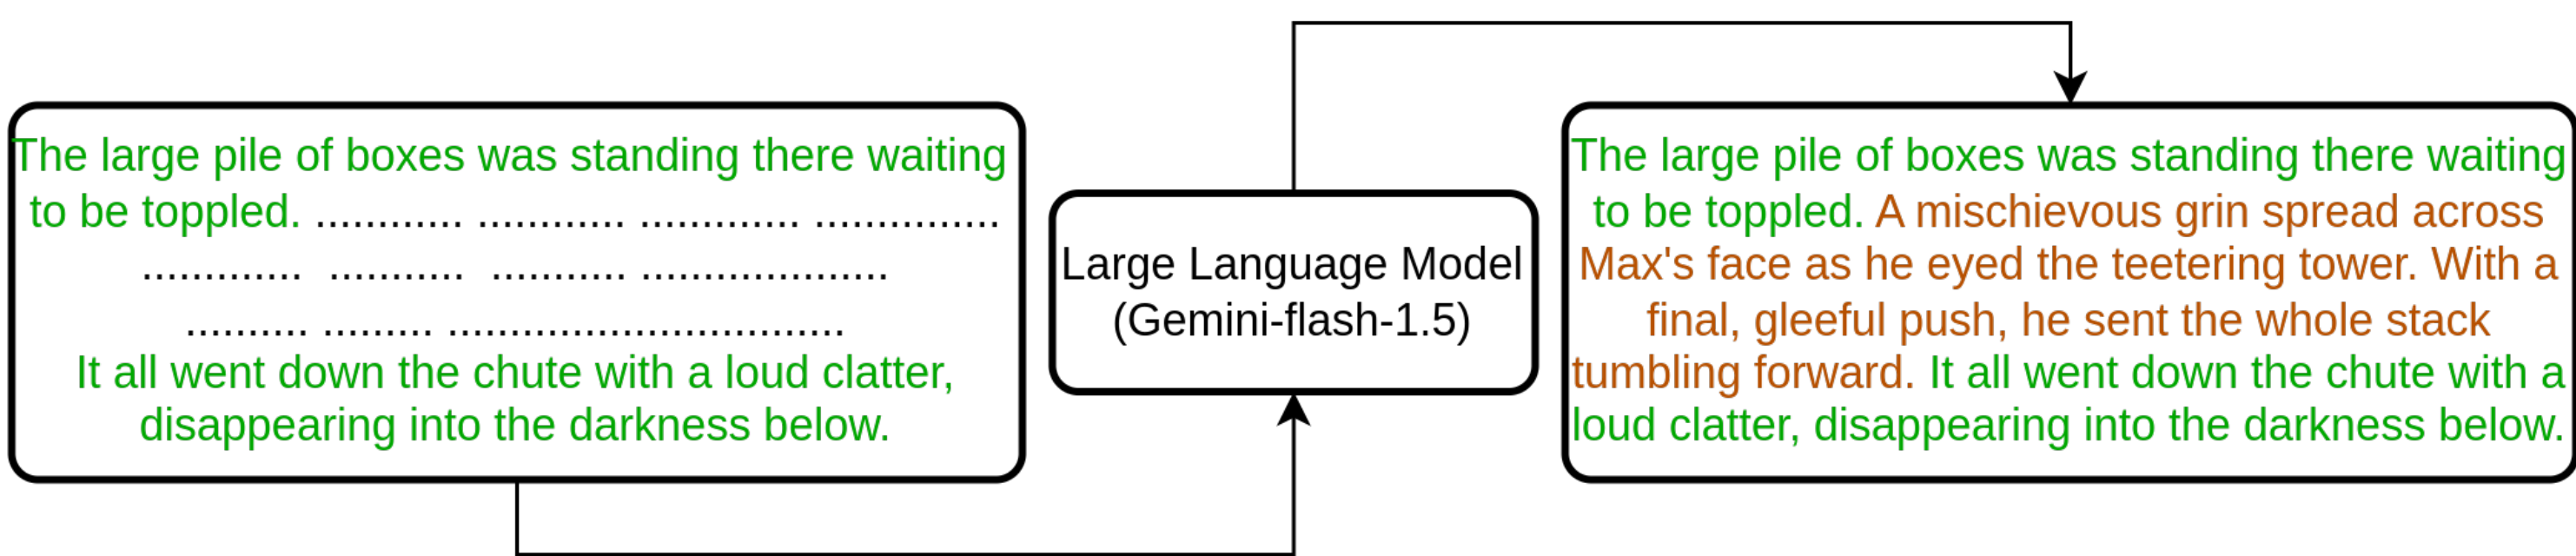 The large pile of boxes was standing there waiting
to be toppled. ............ ............ ............. ...............
............. ........... ........... ....................
.......... ......... ................................
It all went down the chute with a loud clatter,
disappearing into the darkness below.
Large Language Model
(Gemini-flash-1.5)
The large pile of boxes was standing there waiting
to be toppled. A mischievous grin spread across
Max's face as he eyed the teetering tower. With a
final, gleeful push, he sent the whole stack
tumbling forward. It all went down the chute with a
loud clatter, disappearing into the darkness below.